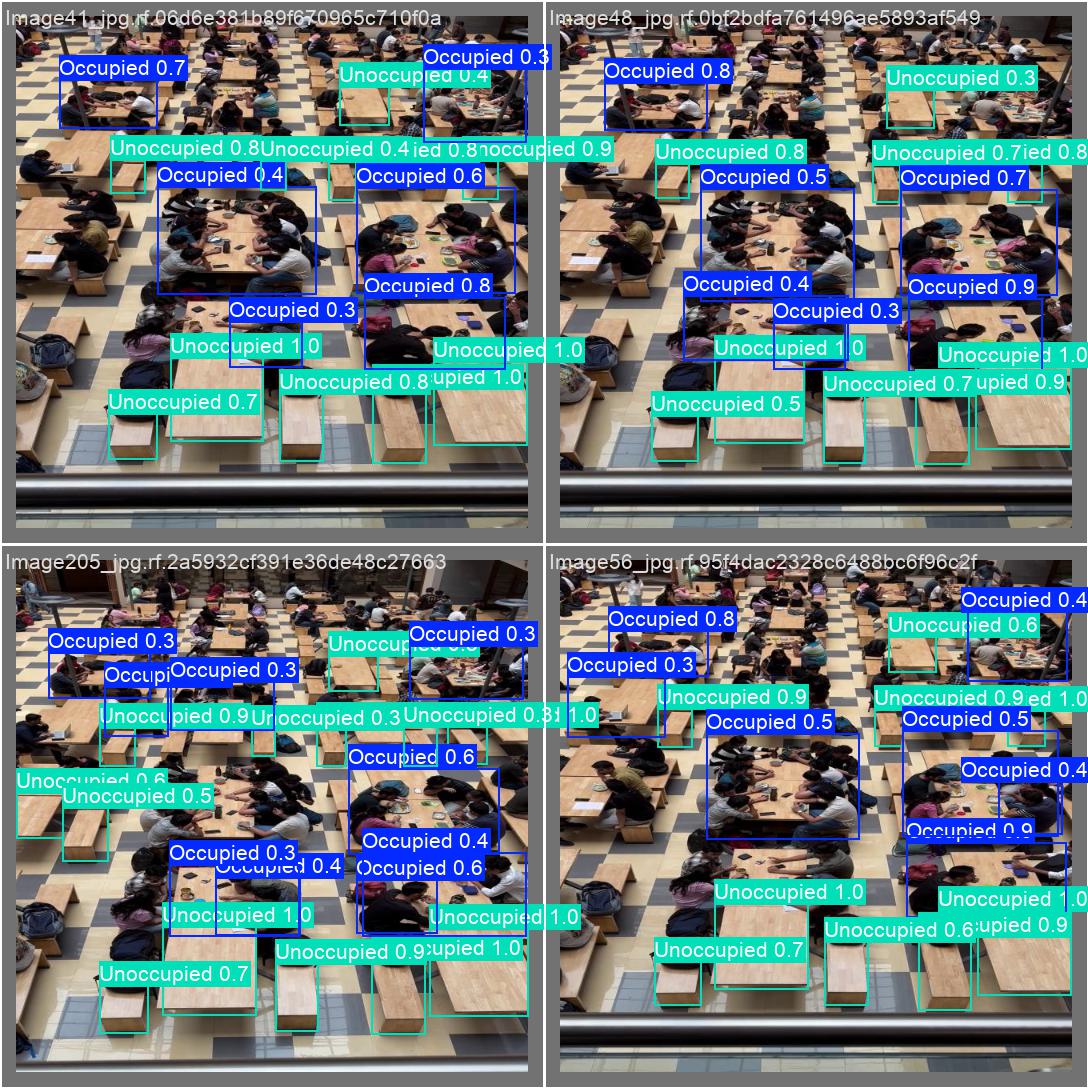 Image41_jpg.rf.06d6e381b89f670965c710f0a
Occupied 0.7
Unoccupied 0.4
Occupied 0.3
Unoccupied 0.8
Unoccupied 0.4
ied 0.8
noccupied 0.9
Occupied 0.4
Occupied 0.6
Occupied 0.8
Occupied 0.3
Unoccupied 1.0
Unoccupied 1.0
Unoccupied 0.8
upied 1.0
Unoccupied 0.7
Image48_jpg.rf.0bf2bdfa761496ae5893af549
Occupied 0.8
Unoccupied 0.3
Unoccupied 0.8
Unoccupied 0.7
ied 0.8
Occupied 0.5
Occupied 0.7
Occupied 0.4
Occupied 0.9
Occupied 0.3
Unoccupied 1.0
Unoccupied 1.0
Unoccupied 0.7
upied 0.9
Unoccupied 0.5
Image205_jpg.rf.2a5932cf391e36de48c27663
Occupied 0.3
Occupied 0.3
Occupi
Occupied 0.3
Unoccupied 0.9
Un
noccupied 0.3
Unoccupied 0.3
1.0
Occupied 0.6
Unoccupied 0.6
Unoccupied 0.5
Occupied 0.4
Occupied 0.3
0.4
Occupied 0.6
Unoccupied 1.0
Unoccupied 1.0
Unoccupied 0.9
upied 1.0
Unoccupied 0.7
Image56_jpg.rf.95f4dac2328c6488bc6f96c2f
Occupied 0.4
Occupied 0.8
Unoccupied 0.6
Occupied 0.3
Unoccupied 0.9
Unoccupied 0.9
ed 1.0
Occupied 0.5
Occupied 0.5
Occupied 0.4
Occupied 0.9
Unoccupied 1.0
Unoccupied 1.0
Unoccupied 0.6
upied 0.9
Unoccupied 0.7